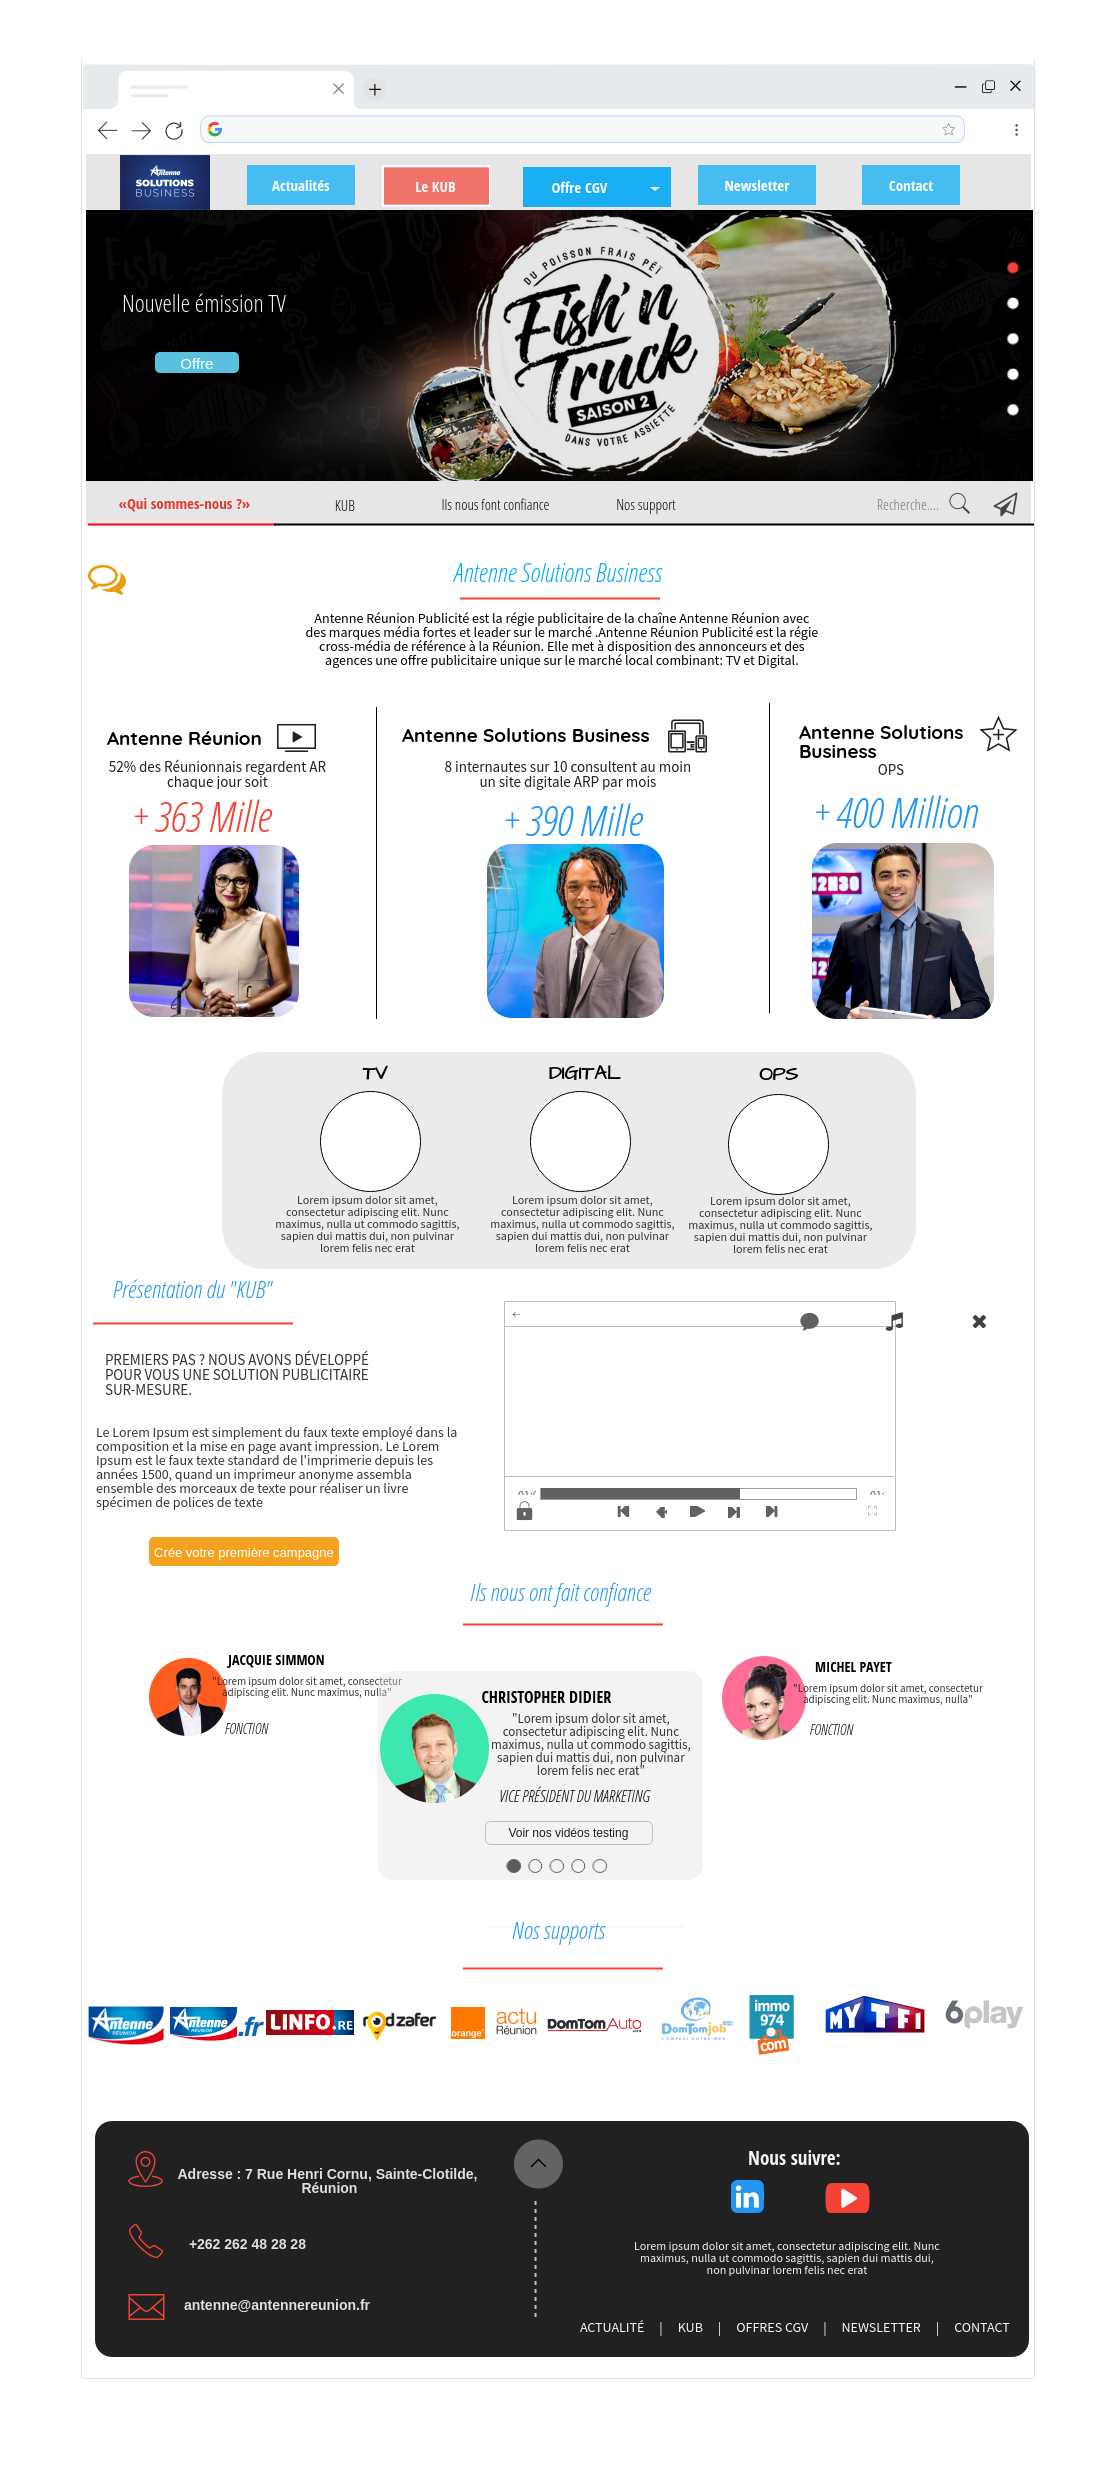 Antenne
SOLUTIONS
BUSINESS
Actualités
Le KUB
Offre CGV
Newsletter
Contact
Nouvelle émission TV
Offre
DU POISSON FRAIS PÉÏ
Fish'n
Truck
SAISON 2
DANS VOTRE ASSIETTE
«Qui sommes-nous ?»
KUB
Ils nous font confiance
Nos support
Recherche....
Antenne Solutions Business
Antenne Réunion Publicité est la régie publicitaire de la chaîne Antenne Réunion avec
des marques média fortes et leader sur le marché .Antenne Réunion Publicité est la régie
cross-média de référence à la Réunion. Elle met à disposition des annonceurs et des
agences une offre publicitaire unique sur le marché local combinant: TV et Digital.
Antenne Réunion
52% des Réunionnais regardent AR
chaque jour soit
+ 363 Mille
Antenne Solutions Business
8 internautes sur 10 consultent au moin
un site digitale ARP par mois
+ 390 Mille
Antenne Solutions
Business
OPS
+ 400 Million
12H30
TV
Lorem ipsum dolor sit amet,
consectetur adipiscing elit. Nunc
maximus, nulla ut commodo sagittis,
sapien dui mattis dui, non pulvinar
lorem felis nec erat
DIGITAL
Lorem ipsum dolor sit amet,
consectetur adipiscing elit. Nunc
maximus, nulla ut commodo sagittis,
sapien dui mattis dui, non pulvinar
lorem felis nec erat
OPS
Lorem ipsum dolor sit amet,
consectetur adipiscing elit. Nunc
maximus, nulla ut commodo sagittis,
sapien dui mattis dui, non pulvinar
lorem felis nec erat
Présentation du "KUB"
PREMIERS PAS ? NOUS AVONS DÉVELOPPÉ
POUR VOUS UNE SOLUTION PUBLICITAIRE
SUR-MESURE.
Le Lorem Ipsum est simplement du faux texte employé dans la
composition et la mise en page avant impression. Le Lorem
Ipsum est le faux texte standard de l'imprimerie depuis les
années 1500, quand un imprimeur anonyme assembla
ensemble des morceaux de texte pour réaliser un livre
spécimen de polices de texte
Crée votre première campagne
Ils nous ont fait confiance
JACQUIE SIMMON
"Lorem ipsum dolor sit amet, consectetur
adipiscing elit. Nunc maximus, nulla"
FONCTION
CHRISTOPHER DIDIER
"Lorem ipsum dolor sit amet,
consectetur adipiscing elit. Nunc
maximus, nulla ut commodo sagittis,
sapien dui mattis dui, non pulvinar
lorem felis nec erat"
VICE PRÉSIDENT DU MARKETING
Voir nos vidéos testing
MICHEL PAYET
"Lorem ipsum dolor sit amet, consectetur
adipiscing elit. Nunc maximus, nulla"
FONCTION
Nos supports
Antenne
RÉUNION
Antenne
RÉUNION
.fr
LINFO.RE
dzafer
orange
actu
Réunion
DomTomAuto
DomTomjob
L'EMPLOI OUTRE MER
immo
974
.com
MYTF1
6play
Adresse : 7 Rue Henri Cornu, Sainte-Clotilde,
Réunion
+262 262 48 28 28
antenne@antennereunion.fr
Nous suivre:
in
Lorem ipsum dolor sit amet, consectetur adipiscing elit. Nunc
maximus, nulla ut commodo sagittis, sapien dui mattis dui,
non pulvinar lorem felis nec erat
ACTUALITÉ | KUB | OFFRES CGV | NEWSLETTER | CONTACT